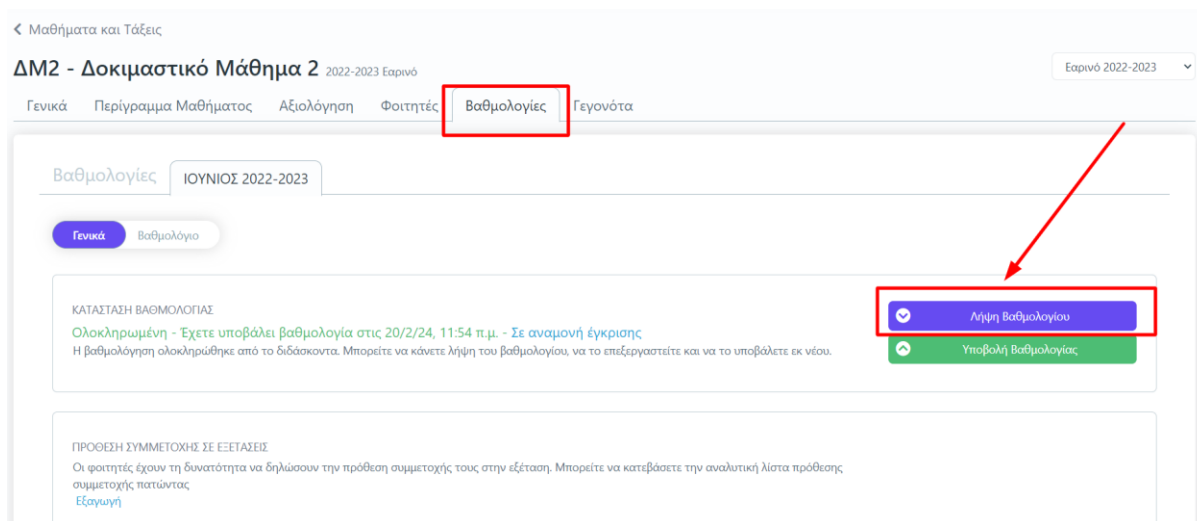 Μαθήματα και Τάξεις
ΔΜ2 - Δοκιμαστικό Μάθημα 2 2022-2023 Εαρινό
Εαρινό 2022-2023
Γενικά Περίγραμμα Μαθήματος Αξιολόγηση Φοιτητές Βαθμολογίες Γεγονότα
Βαθμολογίες ΙΟΥΝΙΟΣ 2022-2023
Γενικά Βαθμολόγιο
ΚΑΤΑΣΤΑΣΗ ΒΑΘΜΟΛΟΓΙΑΣ
Ολοκληρωμένη - Έχετε υποβάλει βαθμολογία στις 20/2/24, 11:54 π.μ. - Σε αναμονή έγκρισης
Η βαθμολόγηση ολοκληρώθηκε από το διδάσκοντα. Μπορείτε να κάνετε λήψη του βαθμολογίου, να το επεξεργαστείτε και να το υποβάλετε εκ νέου.
Λήψη Βαθμολογίου
Υποβολή Βαθμολογίας
ΠΡΟΘΕΣΗ ΣΥΜΜΕΤΟΧΗΣ ΣΕ ΕΞΕΤΑΣΕΙΣ
Οι φοιτητές έχουν τη δυνατότητα να δηλώσουν την πρόθεση συμμετοχής τους στην εξέταση. Μπορείτε να κατεβάσετε την αναλυτική λίστα πρόθεσης
συμμετοχής πατώντας
Εξαγωγή